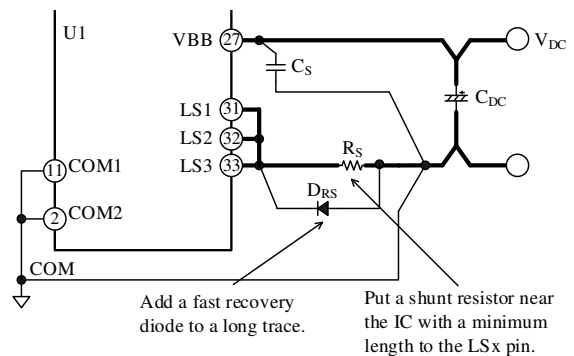 U1
VBB 27
V_DC
C_S
C_DC
LS1 31
LS2 32
LS3 33
R_S
D_RS
11 COM1
2 COM2
COM
Add a fast recovery
diode to a long trace.
Put a shunt resistor near
the IC with a minimum
length to the LSx pin.